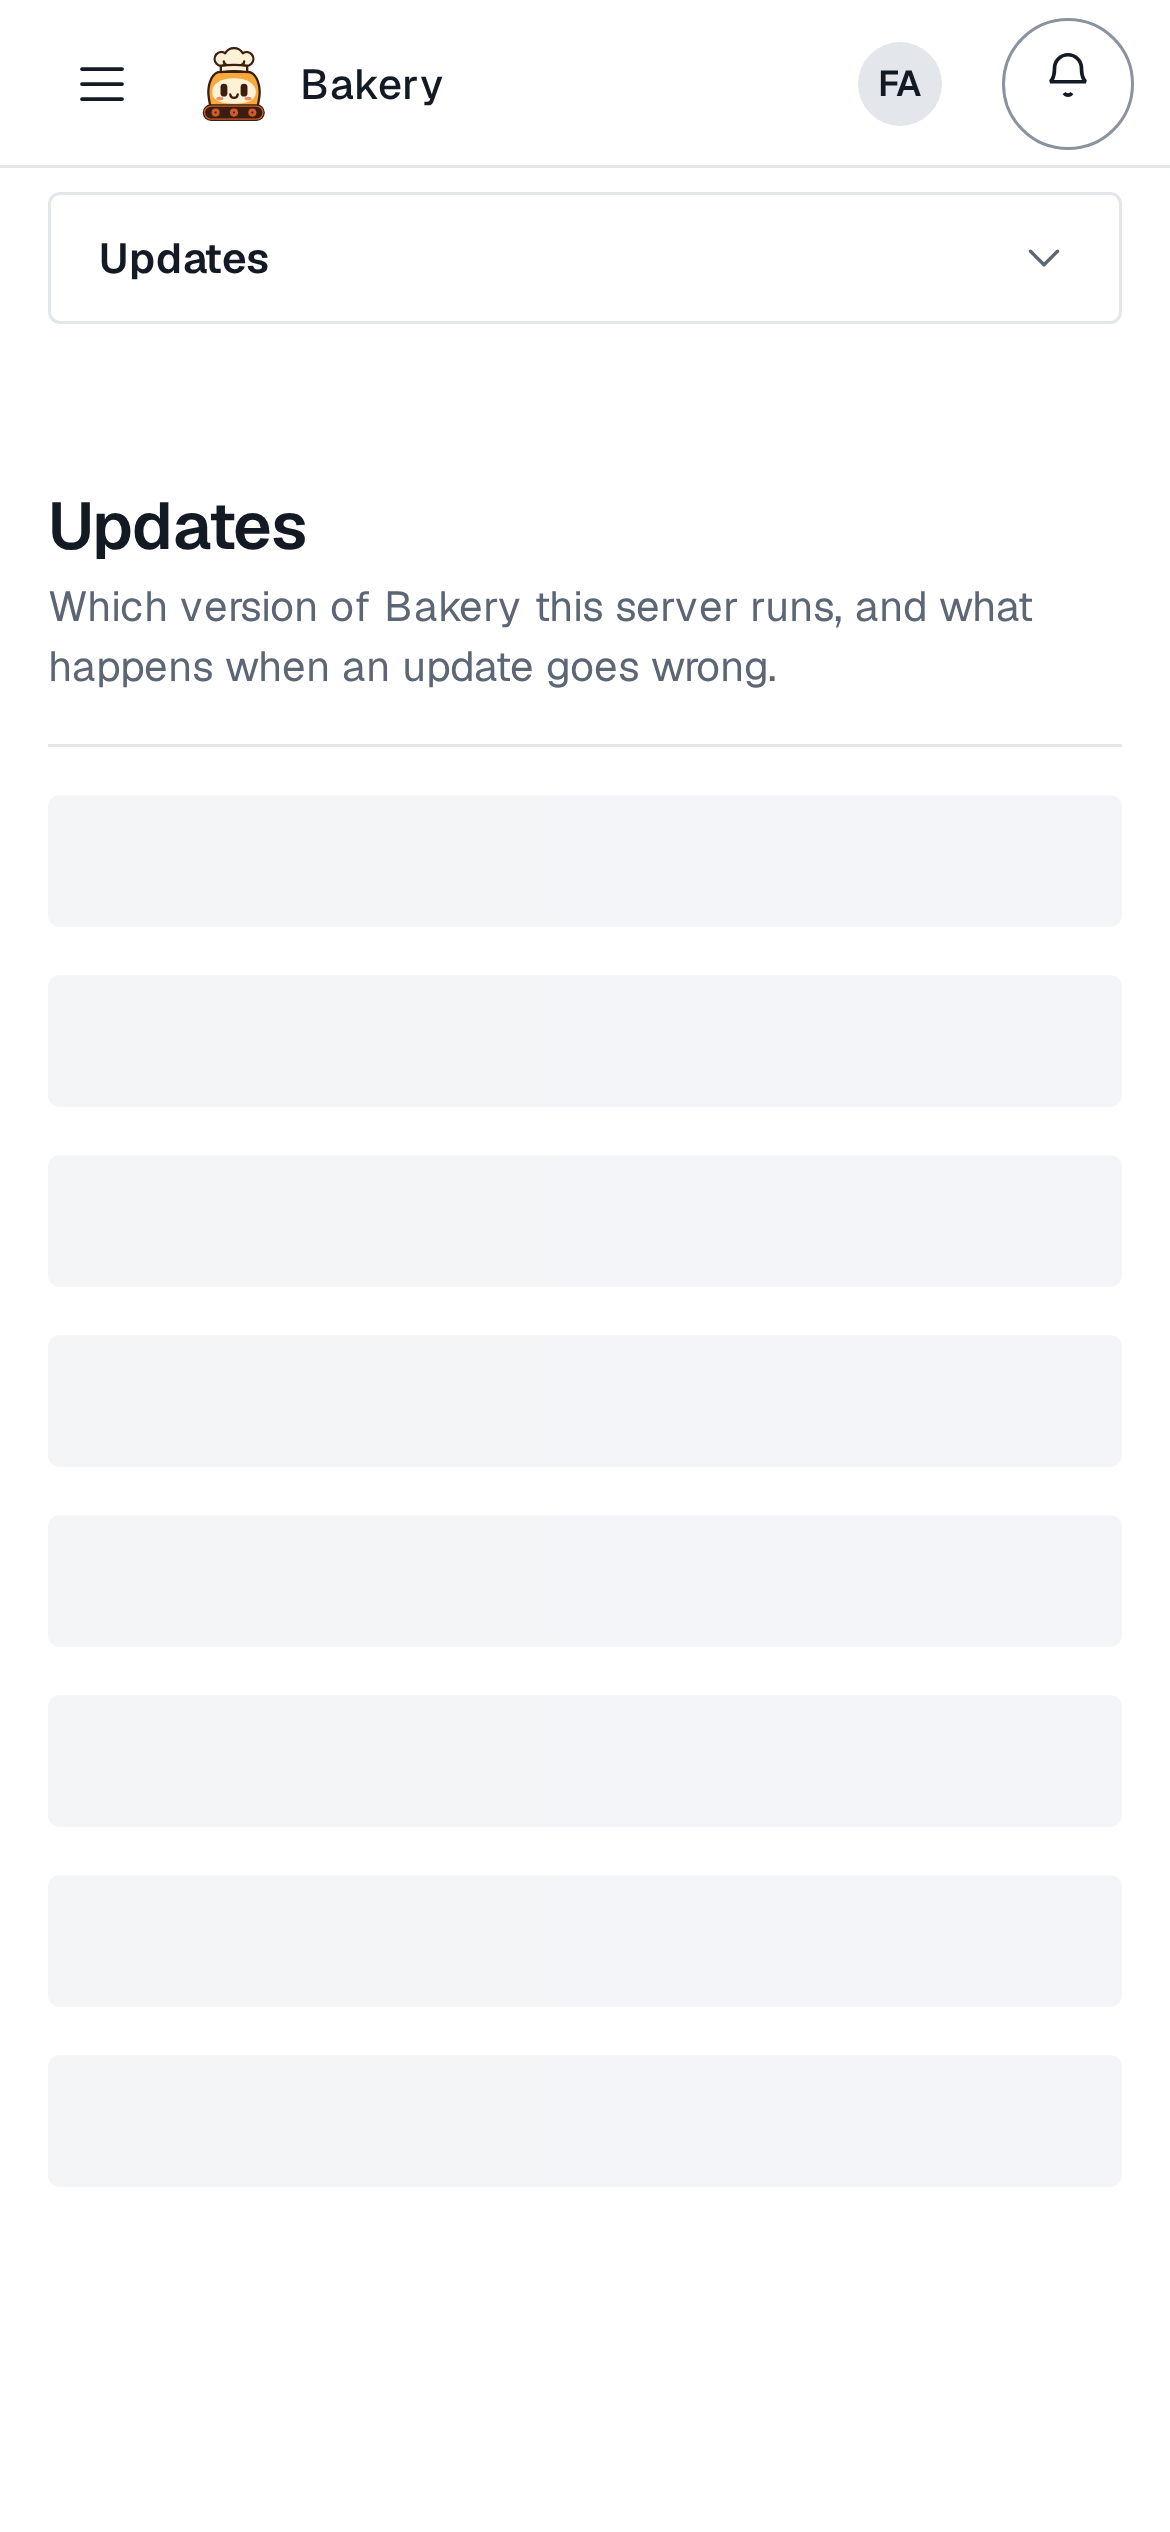 Bakery
FA
Updates
Updates
Which version of Bakery this server runs, and what
happens when an update goes wrong.